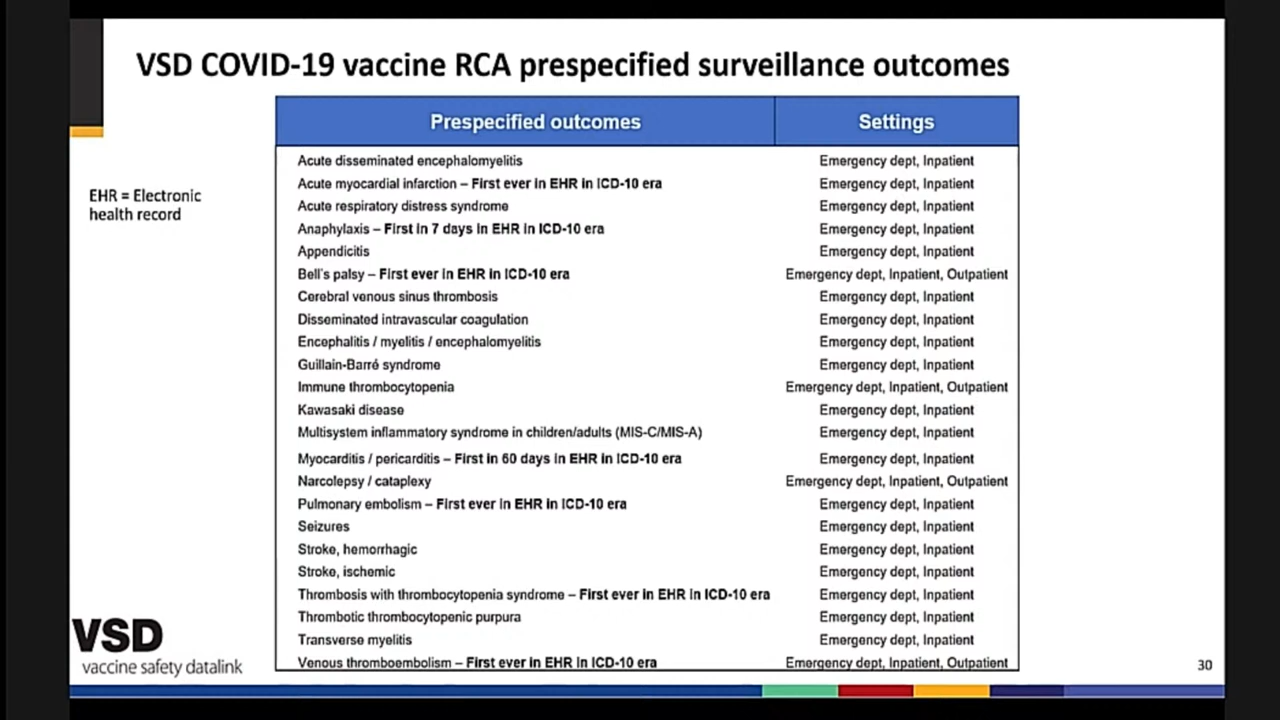 VSD COVID-19 vaccine RCA prespecified surveillance outcomes
EHR = Electronic
health record
Prespecified outcomes Settings
Acute disseminated encephalomyelitis Emergency dept, Inpatient
Acute myocardial infarction – First ever in EHR in ICD-10 era Emergency dept, Inpatient
Acute respiratory distress syndrome Emergency dept, Inpatient
Anaphylaxis – First in 7 days in EHR in ICD-10 era Emergency dept, Inpatient
Appendicitis Emergency dept, Inpatient
Bell's palsy – First ever in EHR in ICD-10 era Emergency dept, Inpatient, Outpatient
Cerebral venous sinus thrombosis Emergency dept, Inpatient
Disseminated intravascular coagulation Emergency dept, Inpatient
Encephalitis / myelitis / encephalomyelitis Emergency dept, Inpatient
Guillain-Barré syndrome Emergency dept, Inpatient
Immune thrombocytopenia Emergency dept, Inpatient, Outpatient
Kawasaki disease Emergency dept, Inpatient
Multisystem inflammatory syndrome in children/adults (MIS-C/MIS-A) Emergency dept, Inpatient
Myocarditis / pericarditis – First in 60 days in EHR in ICD-10 era Emergency dept, Inpatient
Narcolepsy / cataplexy Emergency dept, Inpatient, Outpatient
Pulmonary embolism – First ever in EHR in ICD-10 era Emergency dept, Inpatient
Seizures Emergency dept, Inpatient
Stroke, hemorrhagic Emergency dept, Inpatient
Stroke, ischemic Emergency dept, Inpatient
Thrombosis with thrombocytopenia syndrome – First ever in EHR in ICD-10 era Emergency dept, Inpatient
Thrombotic thrombocytopenic purpura Emergency dept, Inpatient
Transverse myelitis Emergency dept, Inpatient
Venous thromboembolism – First ever in EHR in ICD-10 era Emergency dept, Inpatient, Outpatient
VSD
vaccine safety datalink
30